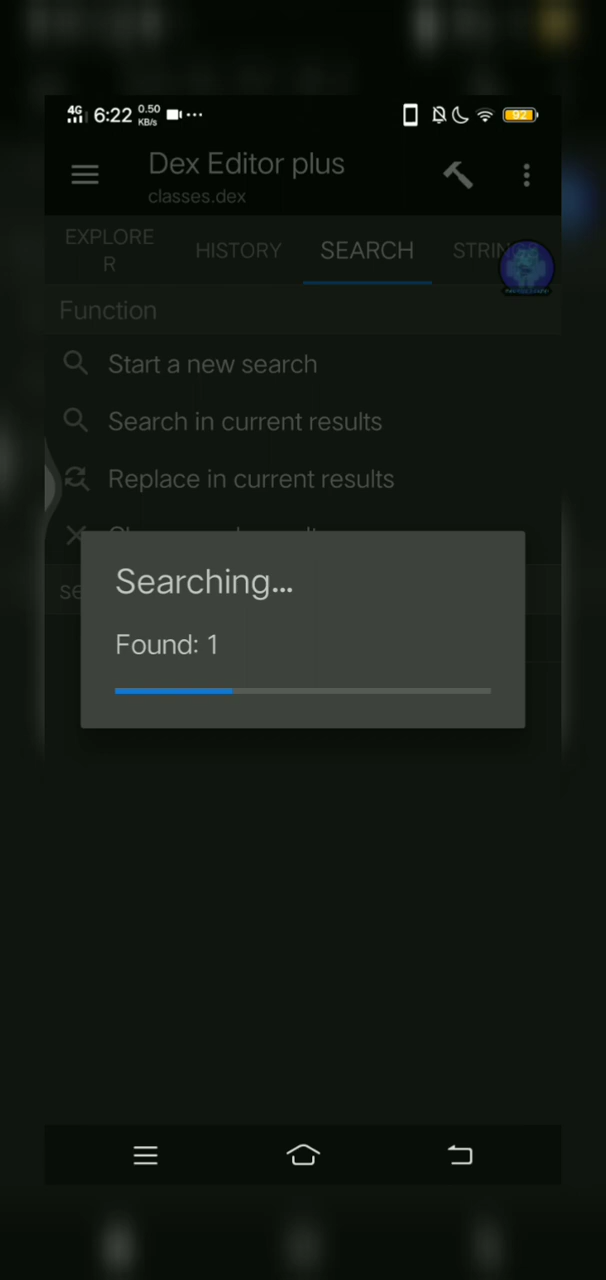 4G 6:22 0.50 KB/s ... 92
Dex Editor plus
classes.dex
EXPLORER HISTORY SEARCH
Function
Start a new search
Search in current results
Replace in current results
Searching...
Found: 1